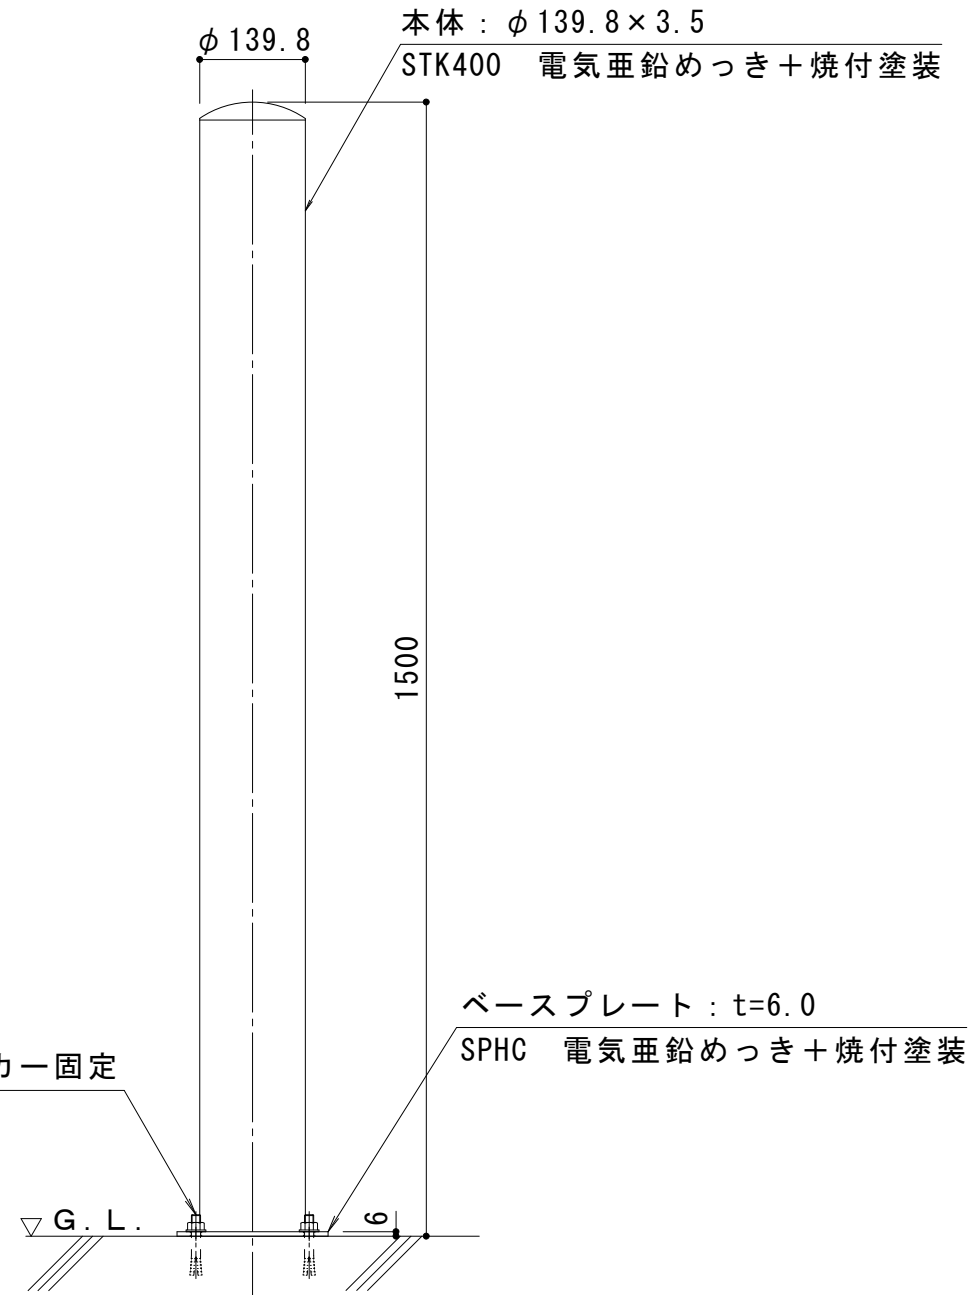 φ139.8
本体：φ139.8×3.5
STK400　電気亜鉛めっき＋焼付塗装
1500
ベースプレート：t=6.0
SPHC　電気亜鉛めっき＋焼付塗装
カー固定
G.L.
6